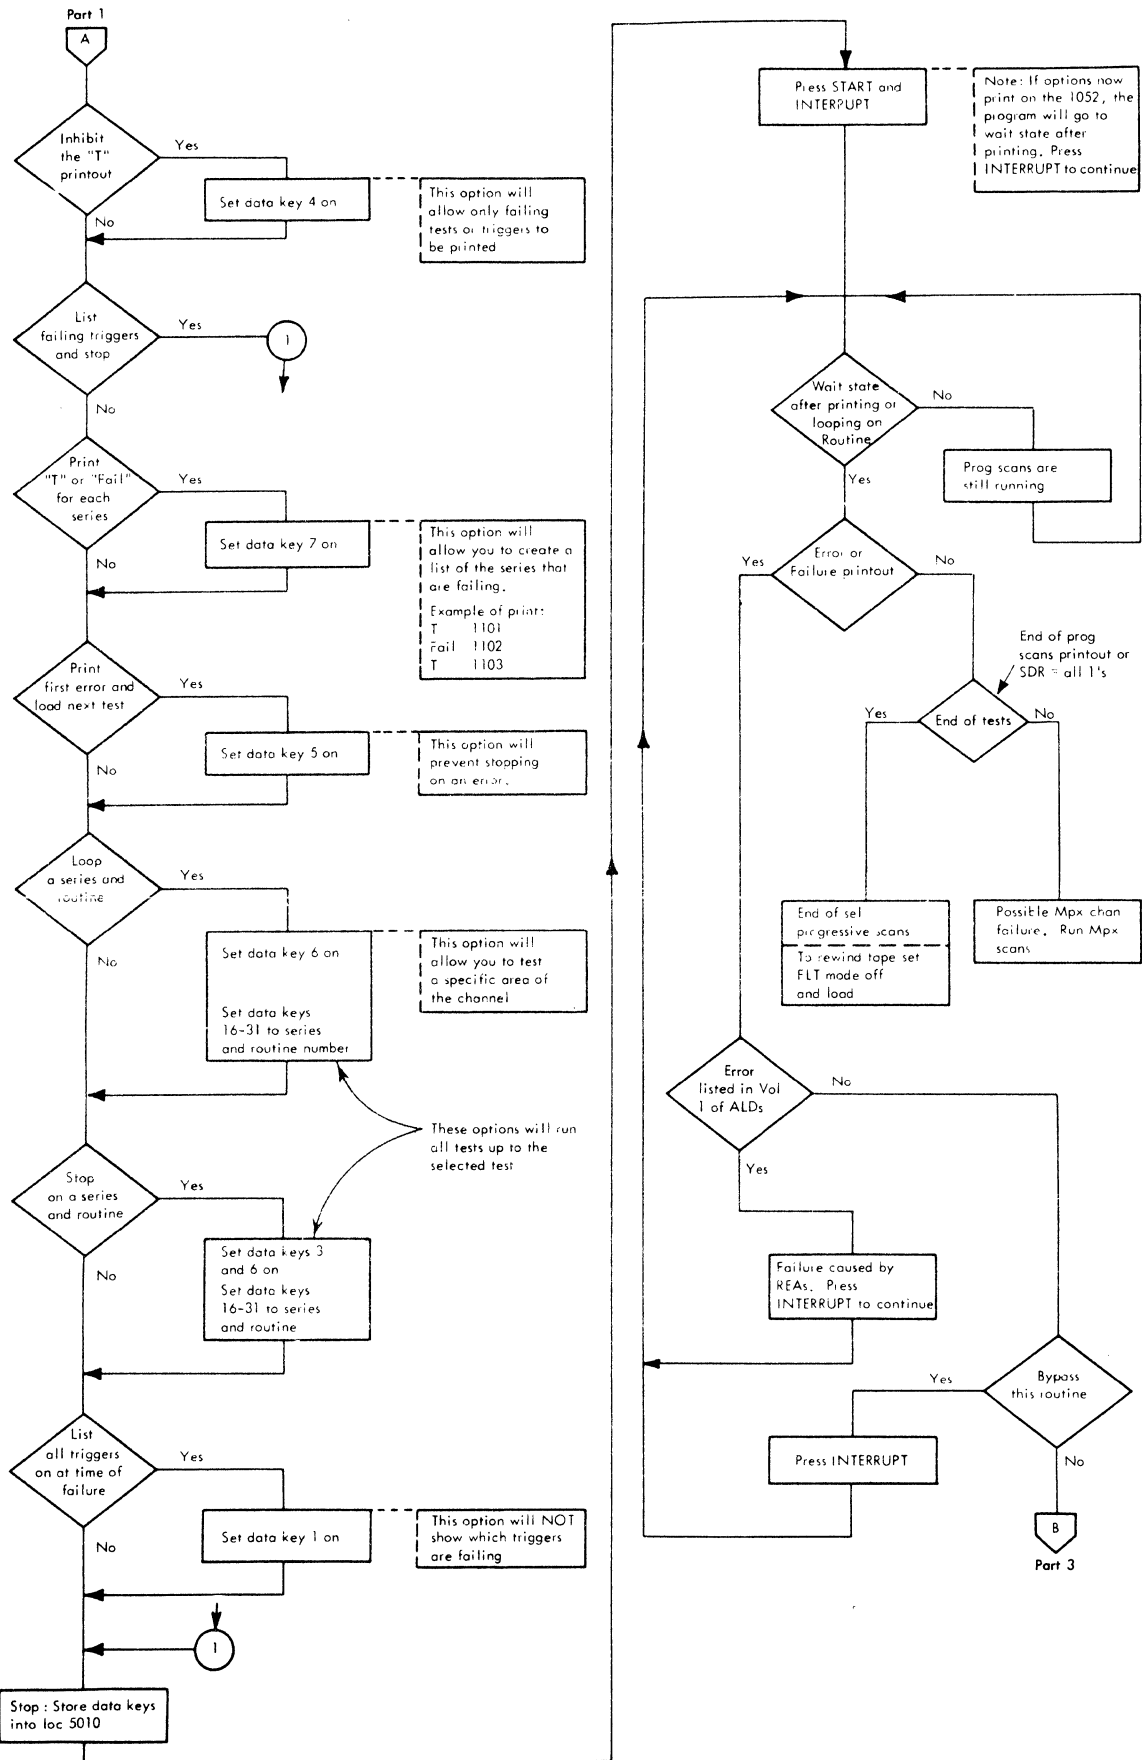 Part 1
A
Inhibit
the "T"
printout
Yes
No
Set data key 4 on
This option will
allow only failing
tests or triggers to
be printed
List
failing triggers
and stop
Yes
No
1
Print
"T" or "Fail"
for each
series
Yes
No
Set data key 7 on
This option will
allow you to create a
list of the series that
are failing.
Example of print:
T 1101
Fail 1102
T 1103
Print
first error and
load next test
Yes
No
Set data key 5 on
This option will
prevent stopping
on an error.
Loop
a series and
routine
Yes
No
Set data key 6 on
Set data keys
16-31 to series
and routine number
This option will
allow you to test
a specific area of
the channel
These options will run
all tests up to the
selected test
Stop
on a series
and routine
Yes
No
Set data keys 3
and 6 on
Set data keys
16-31 to series
and routine
List
all triggers
on at time of
failure
Yes
No
Set data key 1 on
This option will NOT
show which triggers
are failing
1
Stop : Store data keys
into loc 5010
Press START and
INTERRUPT
Note: If options now
print on the 1052, the
program will go to
wait state after
printing. Press
INTERRUPT to continue
Wait state
after printing or
looping on
Routine
No
Yes
Prog scans are
still running
Error or
Failure printout
Yes
No
End of prog
scans printout or
SDR = all 1's
End of tests
Yes
No
End of sel
progressive scans
To rewind tape set
FLT mode off
and load
Possible Mpx chan
failure. Run Mpx
scans
Error
listed in Vol
1 of ALDs
No
Yes
Failure caused by
REAs. Press
INTERRUPT to continue
Bypass
this routine
Yes
No
Press INTERRUPT
B
Part 3